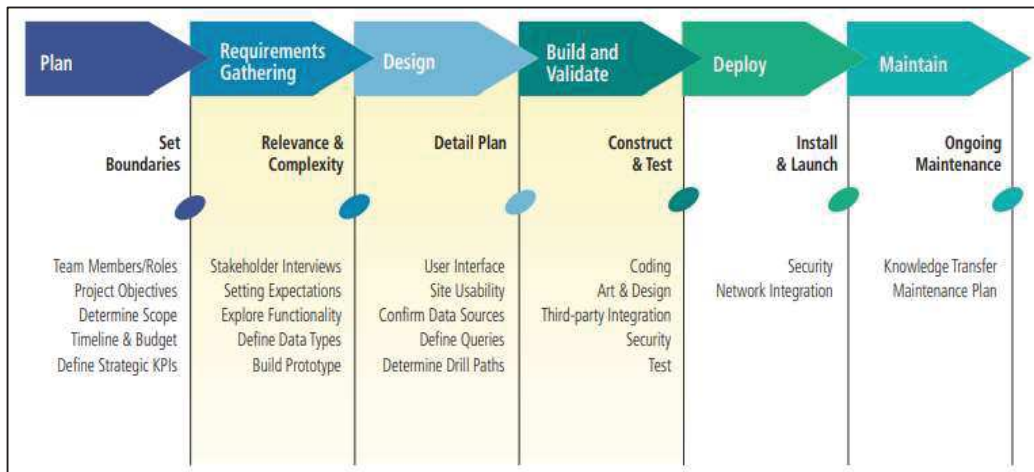 Plan
Requirements
Gathering
Design
Build and
Validate
Deploy
Maintain
Set
Boundaries
Relevance &
Complexity
Detail Plan
Construct
& Test
Install
& Launch
Ongoing
Maintenance
Team Members/Roles
Project Objectives
Determine Scope
Timeline & Budget
Define Strategic KPIs
Stakeholder Interviews
Setting Expectations
Explore Functionality
Define Data Types
Build Prototype
User Interface
Site Usability
Confirm Data Sources
Define Queries
Determine Drill Paths
Coding
Art & Design
Third-party Integration
Security
Test
Security
Network Integration
Knowledge Transfer
Maintenance Plan